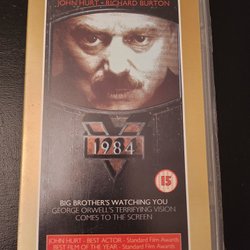 JOHN HURT · RICHARD BURTON
1984
15
BIG BROTHER'S WATCHING YOU
GEORGE ORWELL'S TERRIFYING VISION
COMES TO THE SCREEN
JOHN HURT - BEST ACTOR - Standard Film Awards
BEST FILM OF THE YEAR - Standard Film Awards